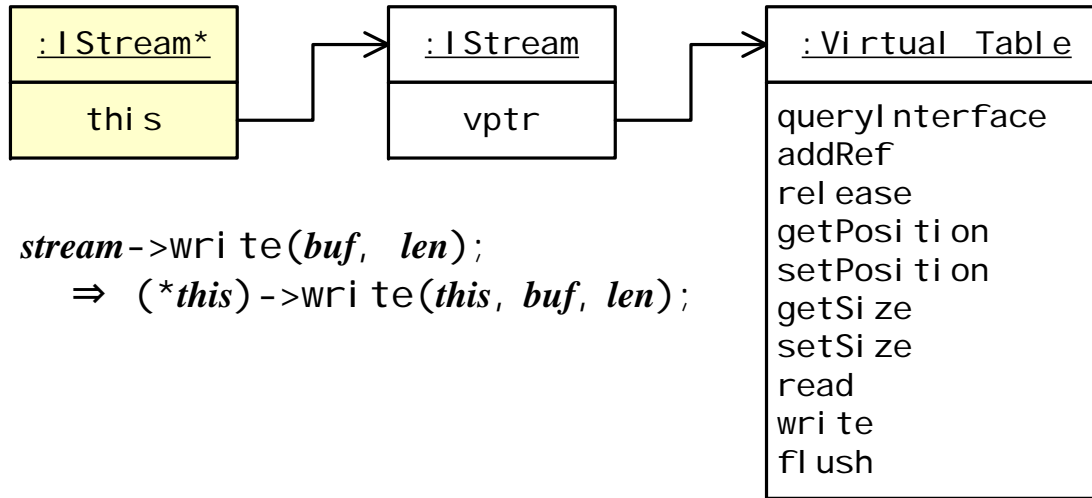 :IStream*
this
:IStream
vptr
:Virtual Table
queryInterface
addRef
release
getPosition
setPosition
getSize
setSize
read
write
flush
stream->write(buf, len);
⇒ (*this)->write(this, buf, len);